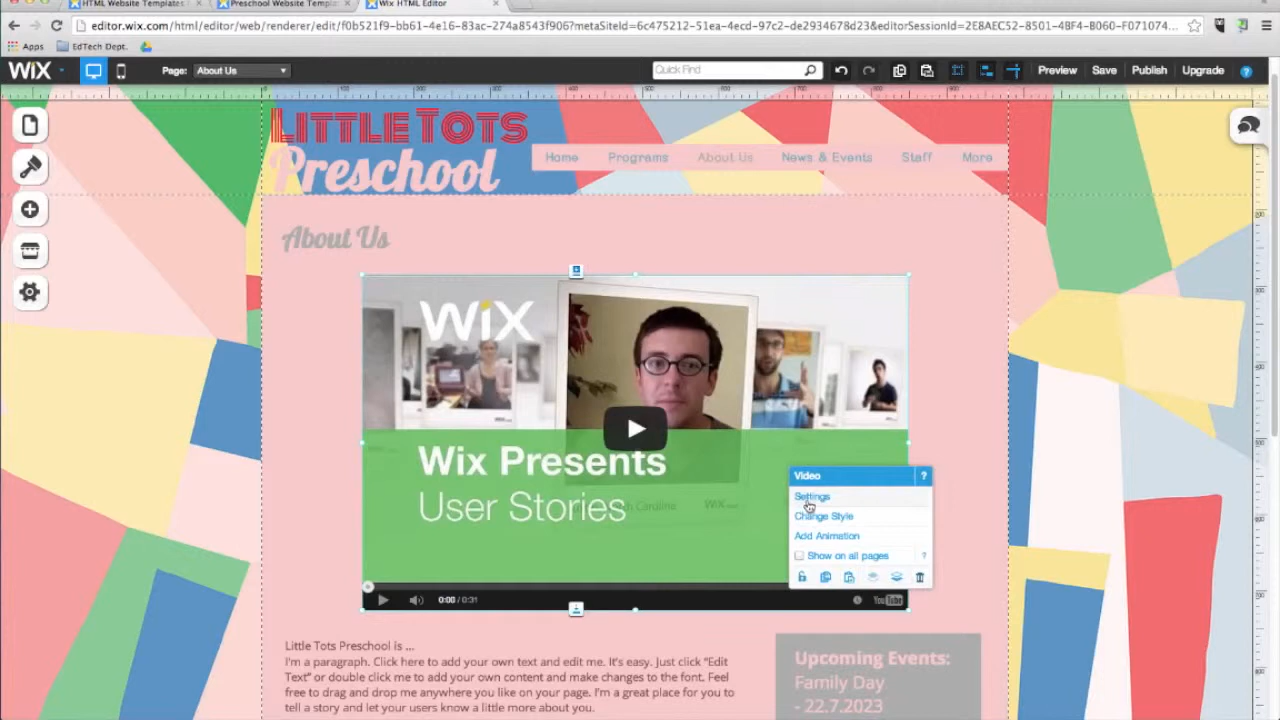 HTML Website Templates
Preschool Website Templ
Wix HTML Editor
editor.wix.com/html/editor/web/renderer/edit/f0b521f9-bb61-4e16-83ac-274a8543f906?metaSiteId=6c475212-51ea-4ecd-97c2-de2934678d23&editorSessionId=2E8AEC52-8501-4BF4-B060-F071074...
Apps EdTech Dept.
WiX Page: About Us Quick Find Preview Save Publish Upgrade ?
LITTLE TOTS
Preschool
Home Programs About Us News & Events Staff More
About Us
WiX
Wix Presents
User Stories
Video ?
Settings
Change Style
Add Animation
Show on all pages ?
0:00 / 0:31 YouTube
Little Tots Preschool is ...
I'm a paragraph. Click here to add your own text and edit me. It's easy. Just click "Edit
Text" or double click me to add your own content and make changes to the font. Feel
free to drag and drop me anywhere you like on your page. I'm a great place for you to
tell a story and let your users know a little more about you.
Upcoming Events:
Family Day
- 22.7.2023